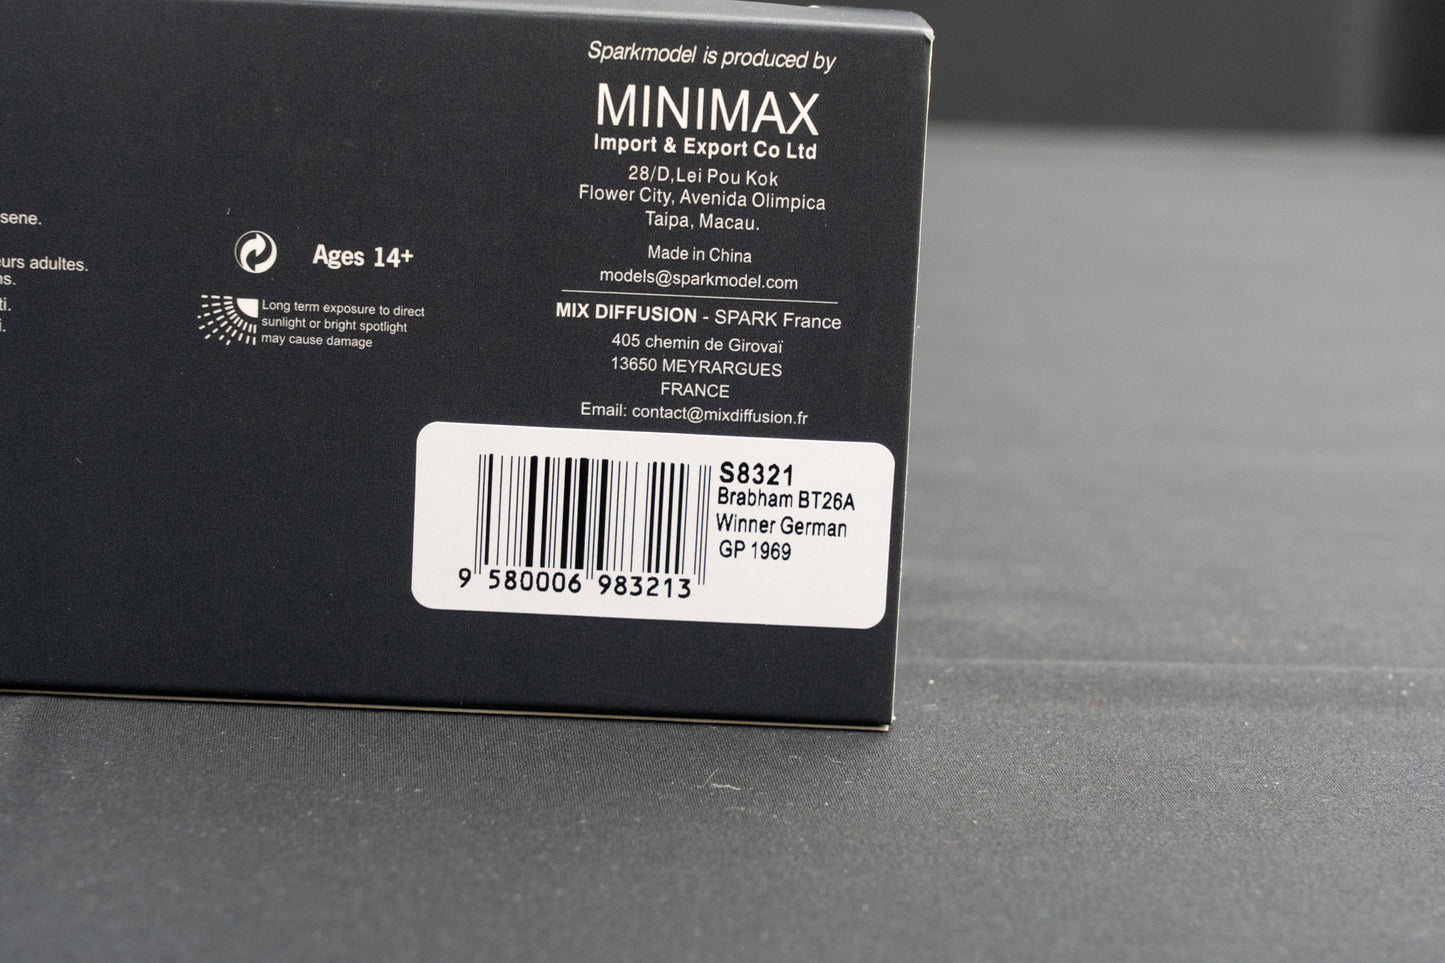 Sparkmodel is produced by
MINIMAX
Import & Export Co Ltd
28/D,Lei Pou Kok
Flower City, Avenida Olimpica
Taipa, Macau.
Made in China
models@sparkmodel.com
MIX DIFFUSION - SPARK France
405 chemin de Girovaï
13650 MEYRARGUES
FRANCE
Email: contact@mixdiffusion.fr
sene.
eurs adultes.
ns.
ti.
i.
Ages 14+
Long term exposure to direct
sunlight or bright spotlight
may cause damage
S8321
Brabham BT26A
Winner German
GP 1969
9 580006 983213